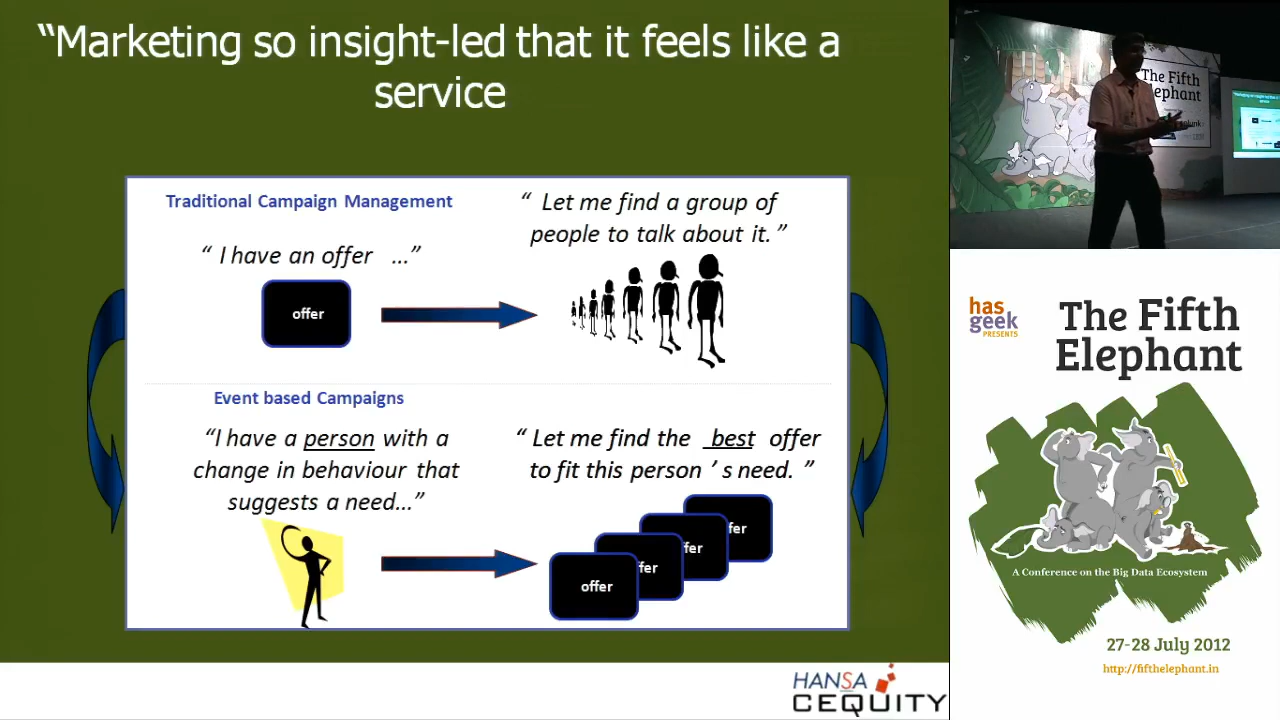 “Marketing so insight-led that it feels like a
service
Traditional Campaign Management
“ I have an offer ...”
offer
“ Let me find a group of
people to talk about it. ”
Event based Campaigns
“I have a person with a
change in behaviour that
suggests a need...”
“ Let me find the best offer
to fit this person ’ s need. ”
offer
fer
fer
fer
HANSA
CEQUITY
The Fifth
Elephant
has
geek
PRESENTS
The Fifth
Elephant
A Conference on the Big Data Ecosystem
27-28 July 2012
http://fifthelephant.in